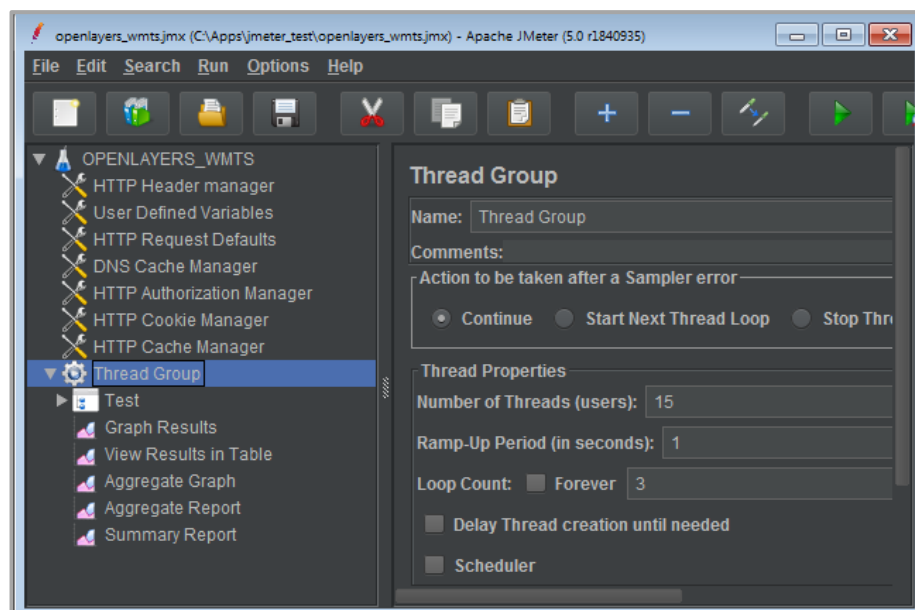 openlayers_wmts.jmx (C:\Apps\jmeter_test\openlayers_wmts.jmx) - Apache JMeter (5.0 r1840935)
File Edit Search Run Options Help
OPENLAYERS_WMTS
HTTP Header manager
User Defined Variables
HTTP Request Defaults
DNS Cache Manager
HTTP Authorization Manager
HTTP Cookie Manager
HTTP Cache Manager
Thread Group
Test
Graph Results
View Results in Table
Aggregate Graph
Aggregate Report
Summary Report
Thread Group
Name: Thread Group
Comments:
Action to be taken after a Sampler error
Continue Start Next Thread Loop Stop Thre
Thread Properties
Number of Threads (users): 15
Ramp-Up Period (in seconds): 1
Loop Count: Forever 3
Delay Thread creation until needed
Scheduler